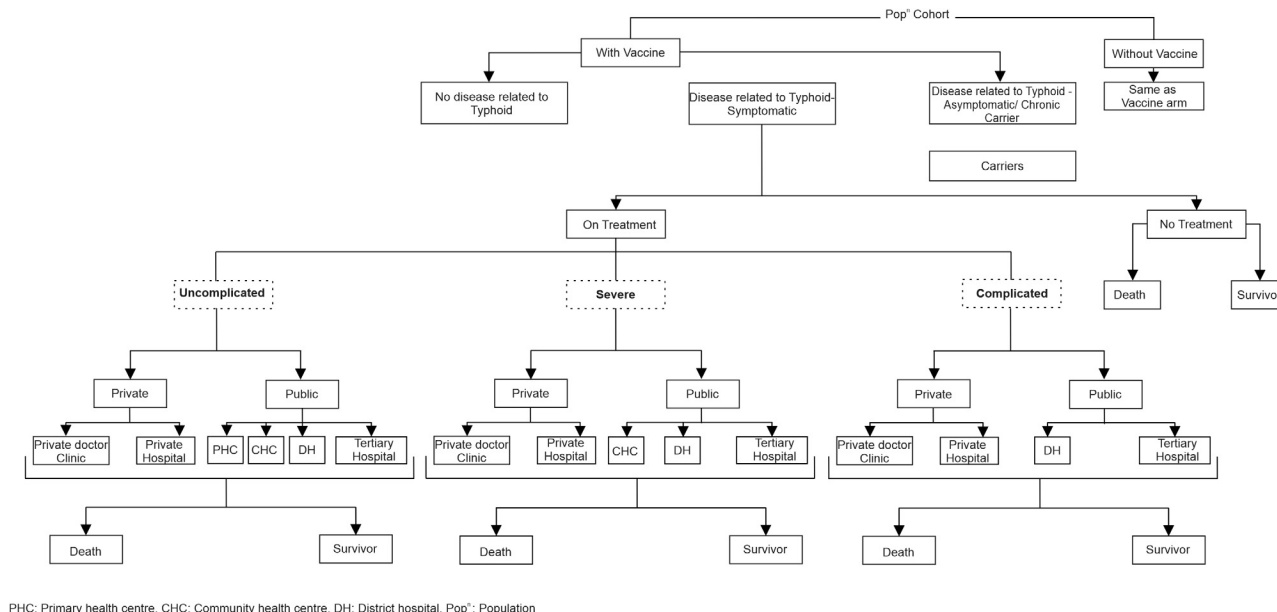 Popⁿ Cohort
With Vaccine
Without Vaccine
No disease related to
Typhoid
Disease related to Typhoid-
Symptomatic
Disease related to Typhoid -
Asymptomatic/ Chronic
Carrier
Same as
Vaccine arm
Carriers
On Treatment
No Treatment
Uncomplicated
Severe
Complicated
Death
Survivor
Private
Public
Private
Public
Private
Public
Private doctor
Clinic
Private
Hospital
PHC
CHC
DH
Tertiary
Hospital
Private doctor
Clinic
Private
Hospital
CHC
DH
Tertiary
Hospital
Private doctor
Clinic
Private
Hospital
DH
Tertiary
Hospital
Death
Survivor
Death
Survivor
Death
Survivor
PHC: Primary health centre, CHC: Community health centre, DH: District hospital, Popⁿ: Population